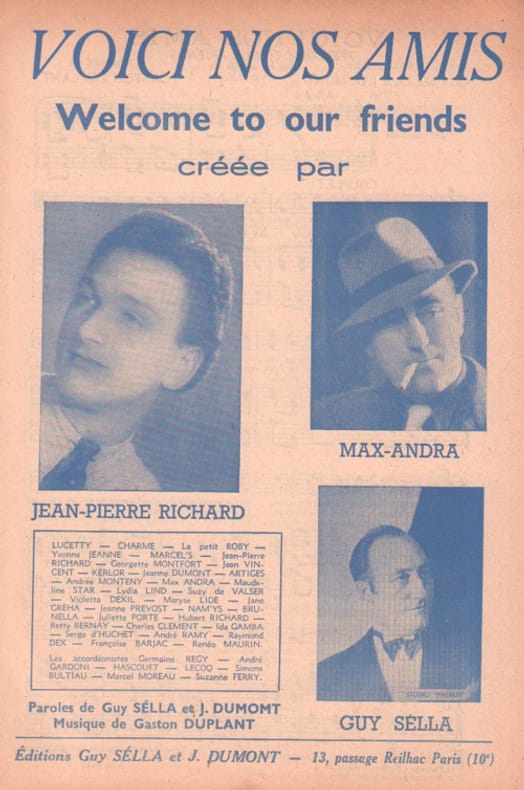 VOICI NOS AMIS
Welcome to our friends
créée par
MAX-ANDRA
JEAN-PIERRE RICHARD
LUCETTY — CHARME — Le petit ROBY —
Yvonne JEANNE — MARCEL'S — Jean-Pierre
RICHARD — Georgette MONTFORT — Jean VIN-
CENT — KERLOR — Jeanne DUMONT — ARTIGES
— Andrée MONTENY — Max ANDRA — Made-
line STAR — Lydia LIND — Suzy de VALSER
— Violetta DEXIL — Maryse LIDE — Jane
GREHA — Jeanne PREVOST — NAM'YS — BRU-
NELLA — Juliette PORTE — Hubert RICHARD —
Betty BERNAY — Charles CLEMENT — Ida GAMBA
— Serge d'HUCHET — André RAMY — Raymond
DEX — Françoise BARJAC — Renéo MAURIN.
Les accordéonistes Germaine REGY — André
GARDONI — HASCOUET — LECOQ — Simone
BULTIAU — Marcel MOREAU — Suzanne FERRY.
STUDIO "PHEBUS"
GUY SÉLLA
Paroles de Guy SÉLLA et J. DUMOMT
Musique de Gaston DUPLANT
Éditions Guy SÉLLA et J. DUMONT — 13, passage Reilhac Paris (10ᵉ)